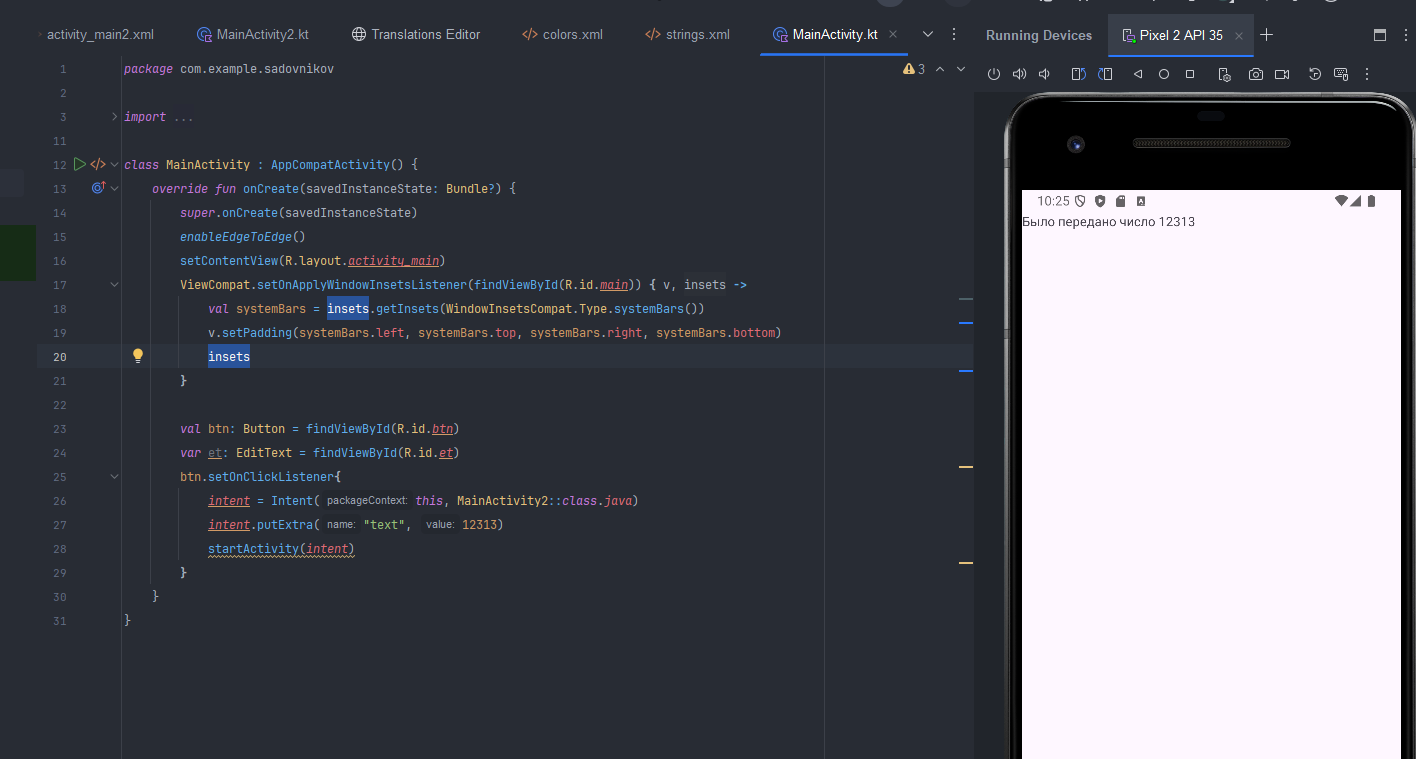 activity_main2.xml MainActivity2.kt Translations Editor colors.xml strings.xml MainActivity.kt
Running Devices Pixel 2 API 35
3
1 package com.example.sadovnikov
2
3 import ...
11
12 class MainActivity : AppCompatActivity() {
13 override fun onCreate(savedInstanceState: Bundle?) {
14 super.onCreate(savedInstanceState)
15 enableEdgeToEdge()
16 setContentView(R.layout.activity_main)
17 ViewCompat.setOnApplyWindowInsetsListener(findViewById(R.id.main)) { v, insets ->
18 val systemBars = insets.getInsets(WindowInsetsCompat.Type.systemBars())
19 v.setPadding(systemBars.left, systemBars.top, systemBars.right, systemBars.bottom)
20 insets
21 }
22
23 val btn: Button = findViewById(R.id.btn)
24 var et: EditText = findViewById(R.id.et)
25 btn.setOnClickListener{
26 intent = Intent( packageContext: this, MainActivity2::class.java)
27 intent.putExtra( name: "text", value: 12313)
28 startActivity(intent)
29 }
30 }
31 }
10:25
Было передано число 12313